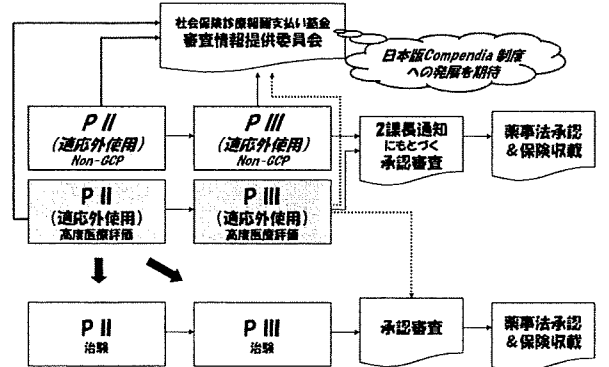 社会保険診療報酬支払い基金
審査情報提供委員会
日本版Compendia 制度
への発展を期待
P II
(適応外使用)
Non-GCP
P III
(適応外使用)
Non-GCP
2課長通知
にもとづく
承認審査
薬事法承認
&保険収載
P II
(適応外使用)
高度医療評価
P III
(適応外使用)
高度医療評価
P II
治験
P III
治験
承認審査
薬事法承認
&保険収載